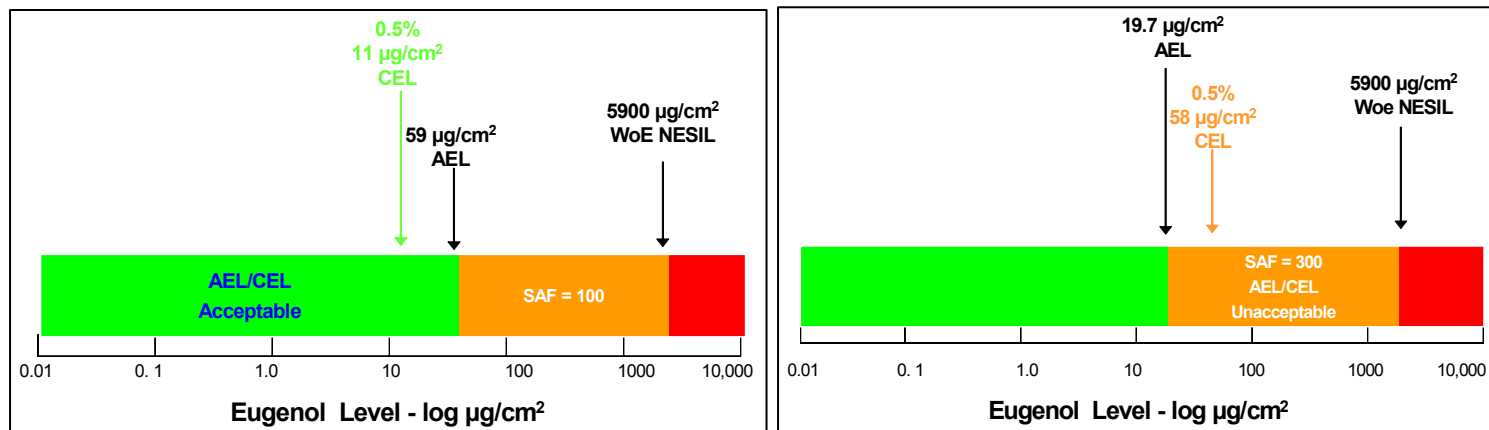 0.5%
11 µg/cm²
CEL
59 µg/cm²
AEL
5900 µg/cm²
WoE NESIL
AEL/CEL
Acceptable
SAF = 100
0.01 0. 1 1.0 10 100 1000 10,000
Eugenol Level - log µg/cm²
19.7 µg/cm²
AEL
0.5%
58 µg/cm²
CEL
5900 µg/cm²
Woe NESIL
SAF = 300
AEL/CEL
Unacceptable
0.01 0. 1 1.0 10 100 1000 10,000
Eugenol Level - log µg/cm²